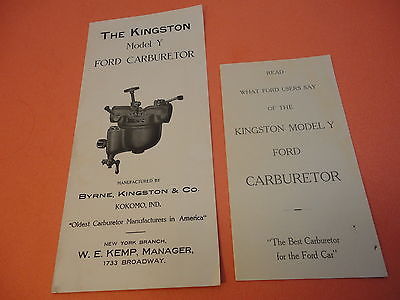 THE KINGSTON
Model Y
FORD CARBURETOR
MANUFACTURED BY
BYRNE, KINGSTON & CO.
KOKOMO, IND.
"Oldest Carburetor Manufacturers in America"
NEW YORK BRANCH,
W. E. KEMP, MANAGER,
1733 BROADWAY.
READ
WHAT FORD USERS SAY
OF THE
KINGSTON MODEL Y
FORD
CARBURETOR
"The Best Carburetor
for the Ford Car"